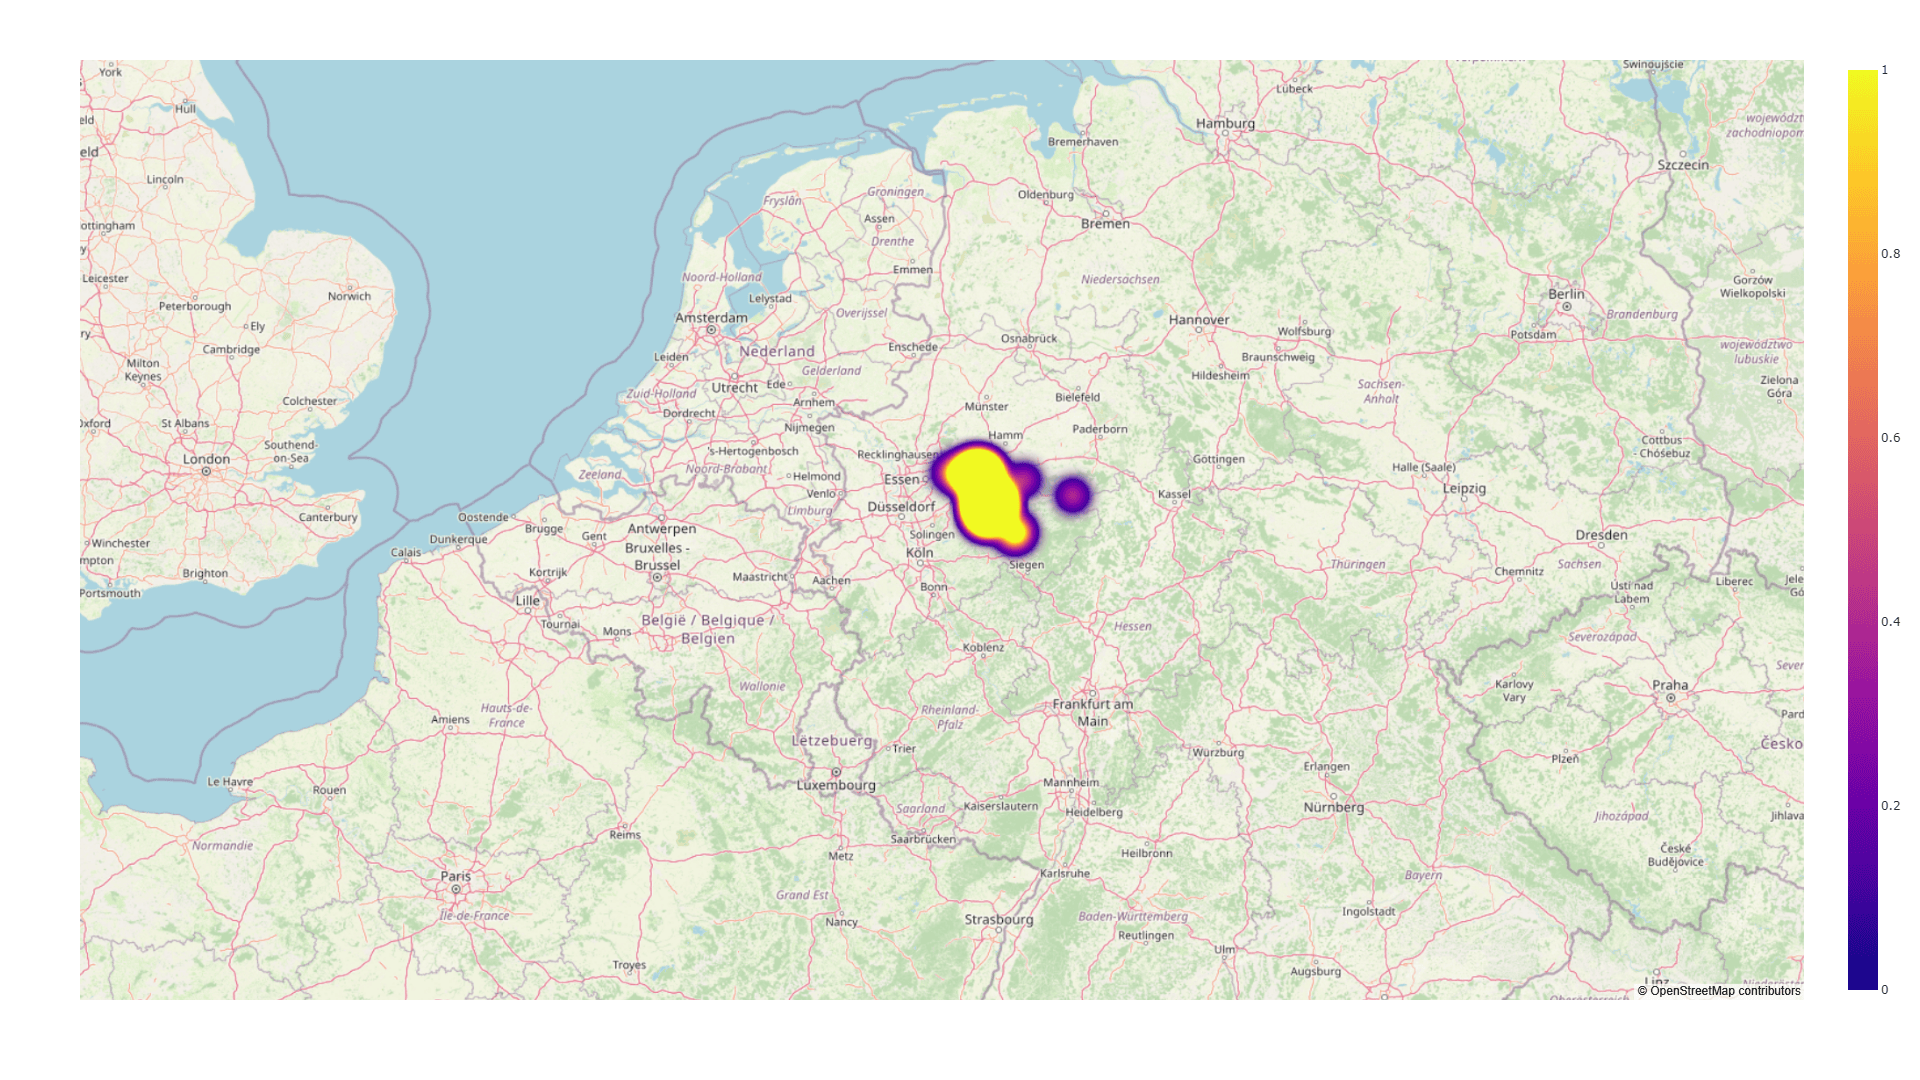 York
Hull
Lincoln
Leicester
Peterborough
Ely
Norwich
Cambridge
Milton
Keynes
Colchester
St Albans
Southend-
on-Sea
London
Canterbury
Winchester
Brighton
Portsmouth
Groningen
Fryslân
Assen
Drenthe
Emmen
Noord-Holland
Lelystad
Overijssel
Amsterdam
Enschede
Leiden
Nederland
Gelderland
Utrecht
Ede
Zuid-Holland
Arnhem
Dordrecht
Nijmegen
's-Hertogenbosch
Noord-Brabant
Zeeland
Helmond
Venlo
Limburg
Oostende
Brugge
Gent
Antwerpen
Dunkerque
Calais
Bruxelles -
Brussel
Kortrijk
Maastricht
Lille
Tournai
Mons
België / Belgique /
Belgien
Wallonie
Hauts-de-
France
Amiens
Lëtzebuerg
Luxembourg
Le Havre
Rouen
Normandie
Reims
Metz
Paris
Île-de-France
Grand Est
Nancy
Troyes
Strasbourg
Lübeck
Hamburg
Bremerhaven
Oldenburg
Bremen
Niedersachsen
Hannover
Wolfsburg
Braunschweig
Osnabrück
Hildesheim
Bielefeld
Münster
Paderborn
Hamm
Recklinghausen
Essen
Düsseldorf
Solingen
Köln
Siegen
Aachen
Bonn
Göttingen
Kassel
Sachsen-
Anhalt
Halle (Saale)
Leipzig
Berlin
Potsdam
Brandenburg
Cottbus
- Chóśebuz
Dresden
Chemnitz
Sachsen
Thüringen
Hessen
Koblenz
Rheinland-
Pfalz
Frankfurt am
Main
Trier
Würzburg
Erlangen
Nürnberg
Mannheim
Heidelberg
Kaiserslautern
Saarland
Saarbrücken
Heilbronn
Karlsruhe
Baden-Württemberg
Reutlingen
Ulm
Augsburg
Ingolstadt
Bayern
Świnoujście
województ
zachodniopom
Szczecin
Gorzów
Wielkopolski
województwo
lubuskie
Zielona
Góra
Liberec
Ústí nad
Labem
Severozápad
Karlovy
Vary
Praha
Plzeň
Česko
Jihozápad
Jihlava
České
Budějovice
Linz
© OpenStreetMap contributors
1
0.8
0.6
0.4
0.2
0